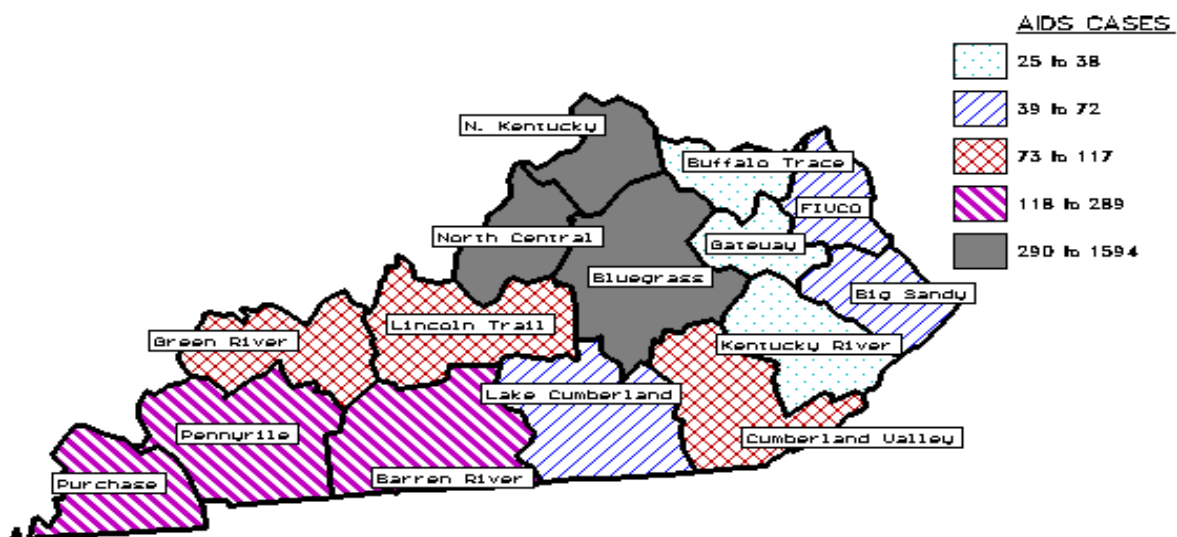 AIDS CASES
25 to 38
39 to 72
73 to 117
118 to 289
290 to 1594
N. Kentucky
Buffalo Trace
FIVCO
North Central
Gateway
Bluegrass
Big Sandy
Lincoln Trail
Green River
Kentucky River
Lake Cumberland
Pennyrile
Cumberland Valley
Barren River
Purchase